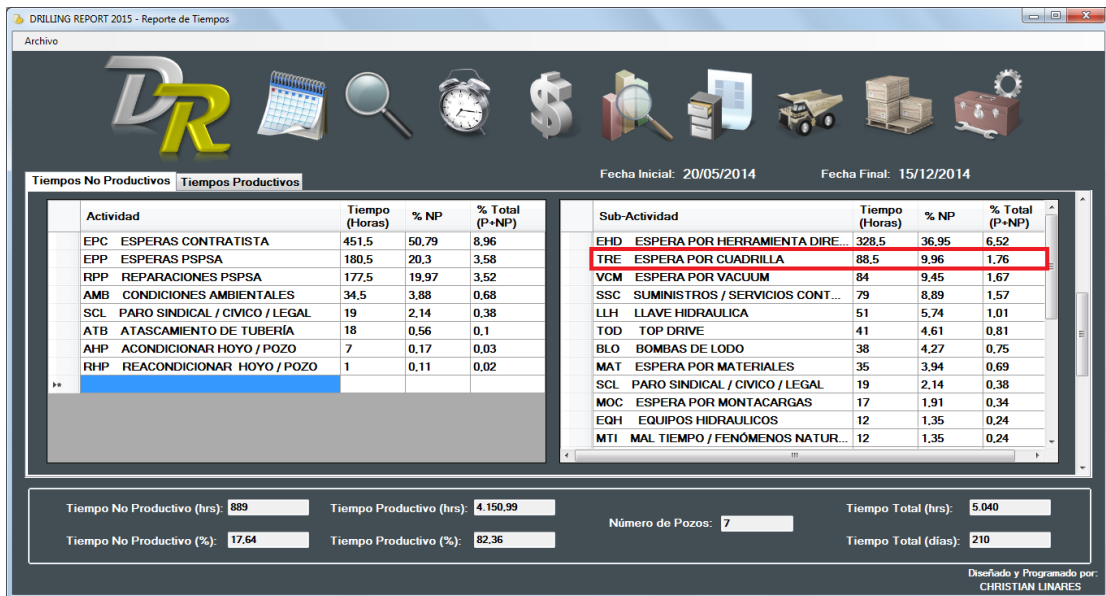 DRILLING REPORT 2015 - Reporte de Tiempos
Archivo
DR
Tiempos No Productivos Tiempos Productivos
Fecha Inicial: 20/05/2014 Fecha Final: 15/12/2014
Actividad Tiempo (Horas) % NP % Total (P+NP)
EPC ESPERAS CONTRATISTA 451,5 50,79 8,96
EPP ESPERAS PSPSA 180,5 20,3 3,58
RPP REPARACIONES PSPSA 177,5 19,97 3,52
AMB CONDICIONES AMBIENTALES 34,5 3,88 0,68
SCL PARO SINDICAL / CIVICO / LEGAL 19 2,14 0,38
ATB ATASCAMIENTO DE TUBERÍA 18 0,56 0,1
AHP ACONDICIONAR HOYO / POZO 7 0,17 0,03
RHP REACONDICIONAR HOYO / POZO 1 0,11 0,02
Sub-Actividad Tiempo (Horas) % NP % Total (P+NP)
EHD ESPERA POR HERRAMIENTA DIRE... 328,5 36,95 6,52
TRE ESPERA POR CUADRILLA 88,5 9,96 1,76
VCM ESPERA POR VACUUM 84 9,45 1,67
SSC SUMINISTROS / SERVICIOS CONT... 79 8,89 1,57
LLH LLAVE HIDRAULICA 51 5,74 1,01
TOD TOP DRIVE 41 4,61 0,81
BLO BOMBAS DE LODO 38 4,27 0,75
MAT ESPERA POR MATERIALES 35 3,94 0,69
SCL PARO SINDICAL / CIVICO / LEGAL 19 2,14 0,38
MOC ESPERA POR MONTACARGAS 17 1,91 0,34
EQH EQUIPOS HIDRAULICOS 12 1,35 0,24
MTI MAL TIEMPO / FENÓMENOS NATUR... 12 1,35 0,24
Tiempo No Productivo (hrs): 889 Tiempo Productivo (hrs): 4.150,99 Tiempo Total (hrs): 5.040
Número de Pozos: 7
Tiempo No Productivo (%): 17,64 Tiempo Productivo (%): 82,36 Tiempo Total (días): 210
Diseñado y Programado por:
CHRISTIAN LINARES